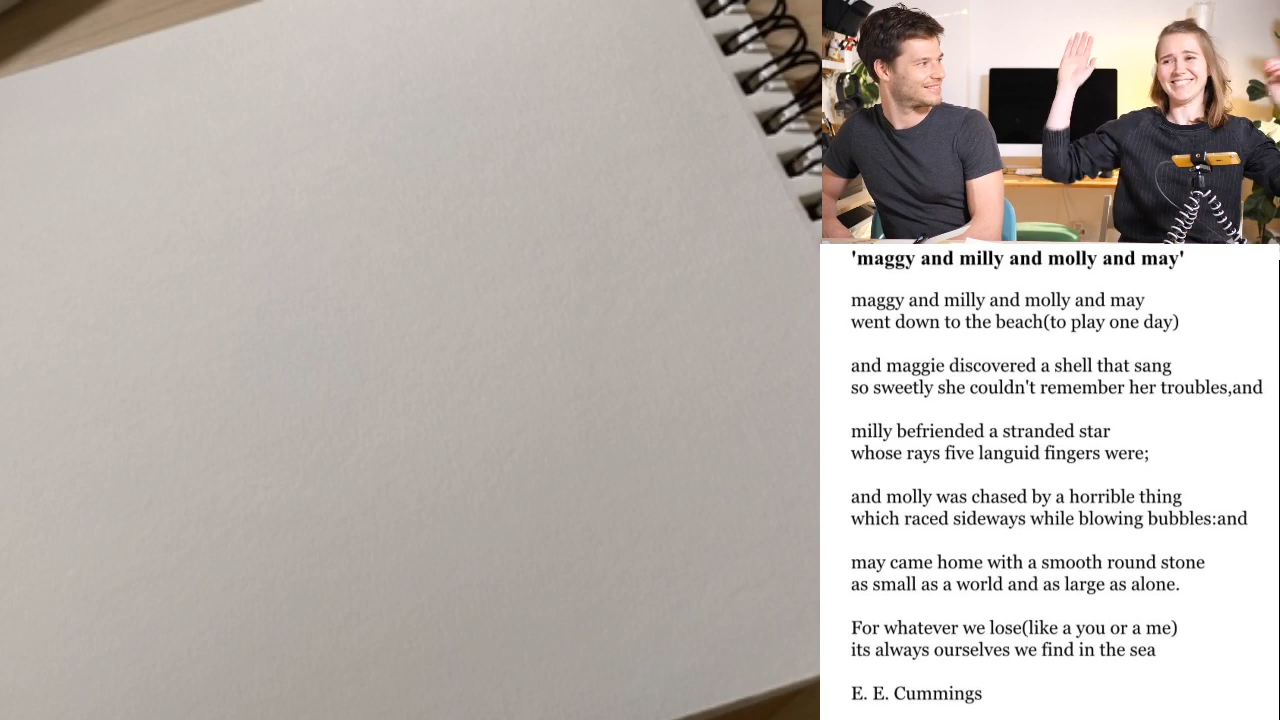 'maggy and milly and molly and may'
maggy and milly and molly and may
went down to the beach(to play one day)
and maggie discovered a shell that sang
so sweetly she couldn't remember her troubles,and
milly befriended a stranded star
whose rays five languid fingers were;
and molly was chased by a horrible thing
which raced sideways while blowing bubbles:and
may came home with a smooth round stone
as small as a world and as large as alone.
For whatever we lose(like a you or a me)
its always ourselves we find in the sea
E. E. Cummings